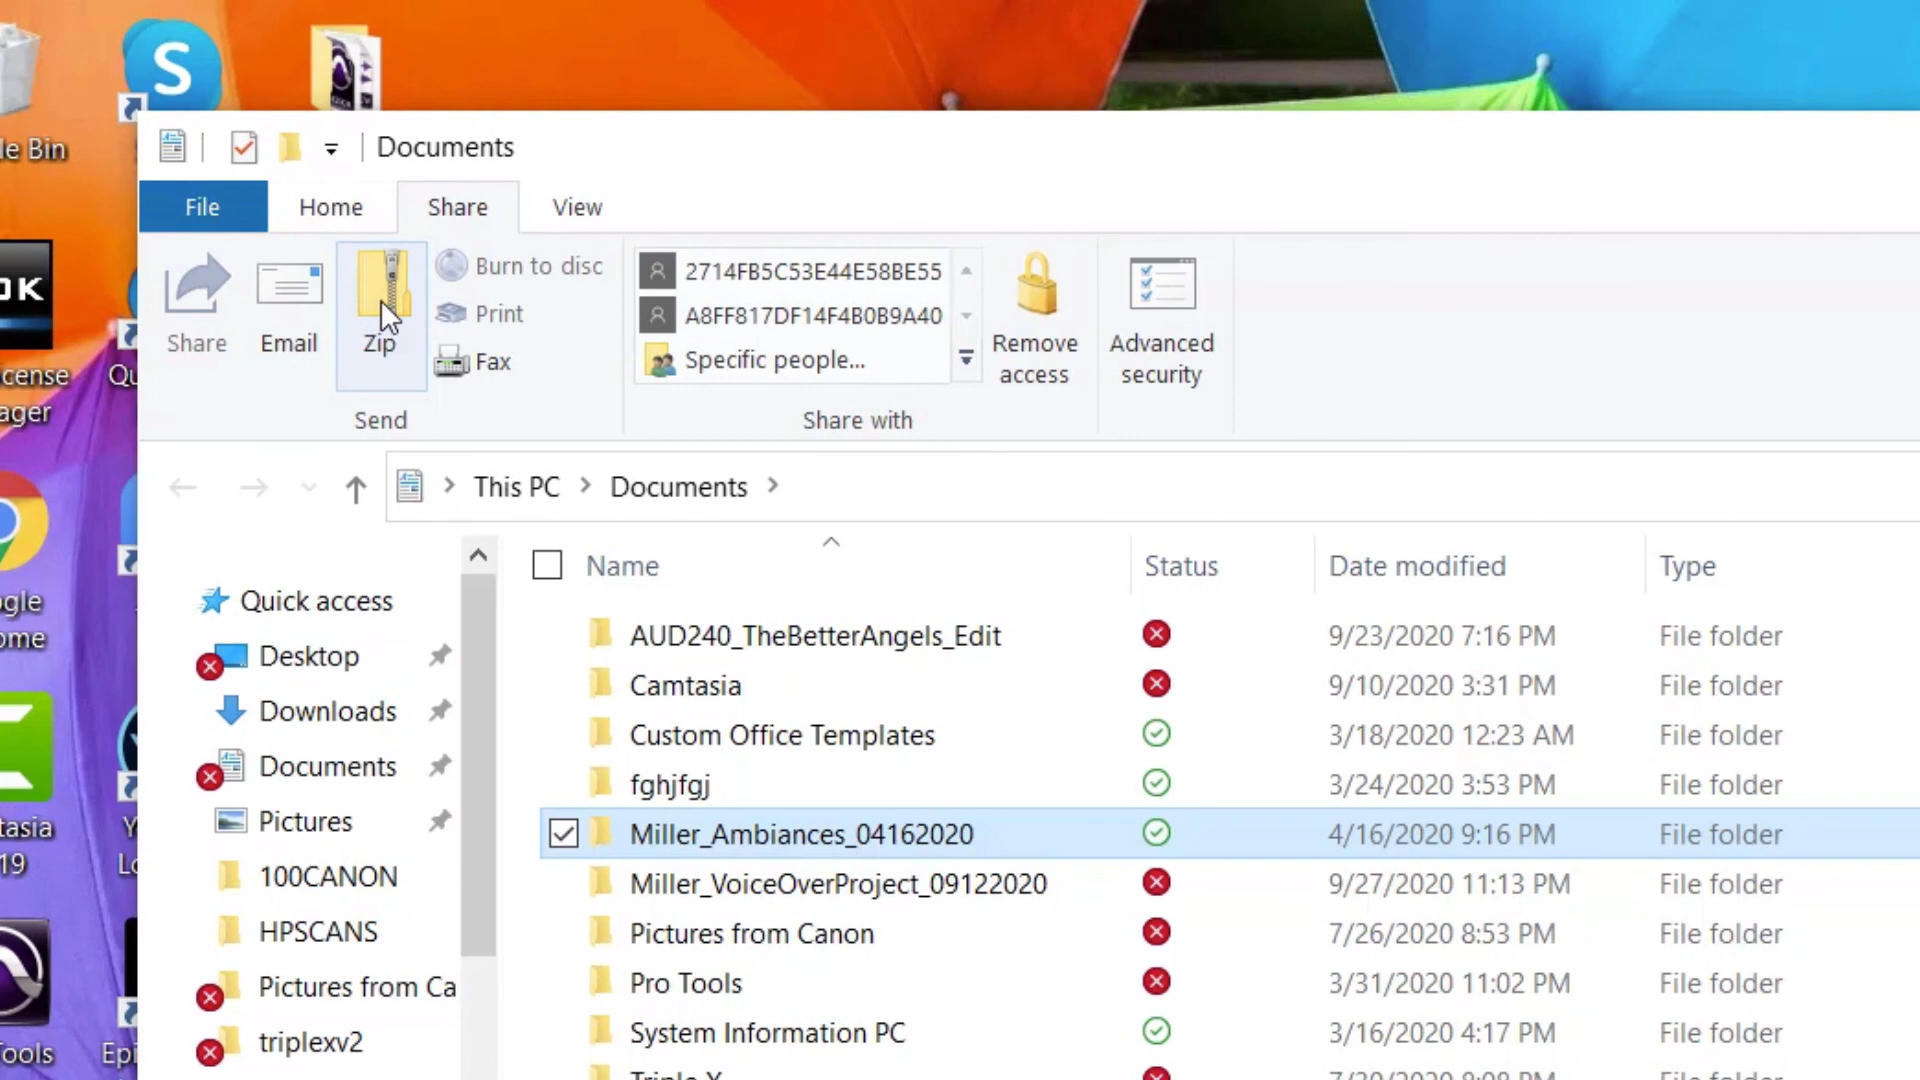 S
le Bin
Documents
File
Home
Share
View
Share
Email
Zip
Burn to disc
Print
Fax
Send
2714FB5C53E44E58BE55
A8FF817DF14F4B0B9A40
Specific people...
Share with
Remove access
Advanced security
OK
cense
ager
Qu
This PC
Documents
Name
Status
Date modified
Type
Quick access
Desktop
Downloads
Documents
Pictures
100CANON
HPSCANS
Pictures from Ca
triplexv2
gle
ome
tasia
19
Y
Lo
Tools
Epi
AUD240_TheBetterAngels_Edit 9/23/2020 7:16 PM File folder
Camtasia 9/10/2020 3:31 PM File folder
Custom Office Templates 3/18/2020 12:23 AM File folder
fghjfgj 3/24/2020 3:53 PM File folder
Miller_Ambiances_04162020 4/16/2020 9:16 PM File folder
Miller_VoiceOverProject_09122020 9/27/2020 11:13 PM File folder
Pictures from Canon 7/26/2020 8:53 PM File folder
Pro Tools 3/31/2020 11:02 PM File folder
System Information PC 3/16/2020 4:17 PM File folder